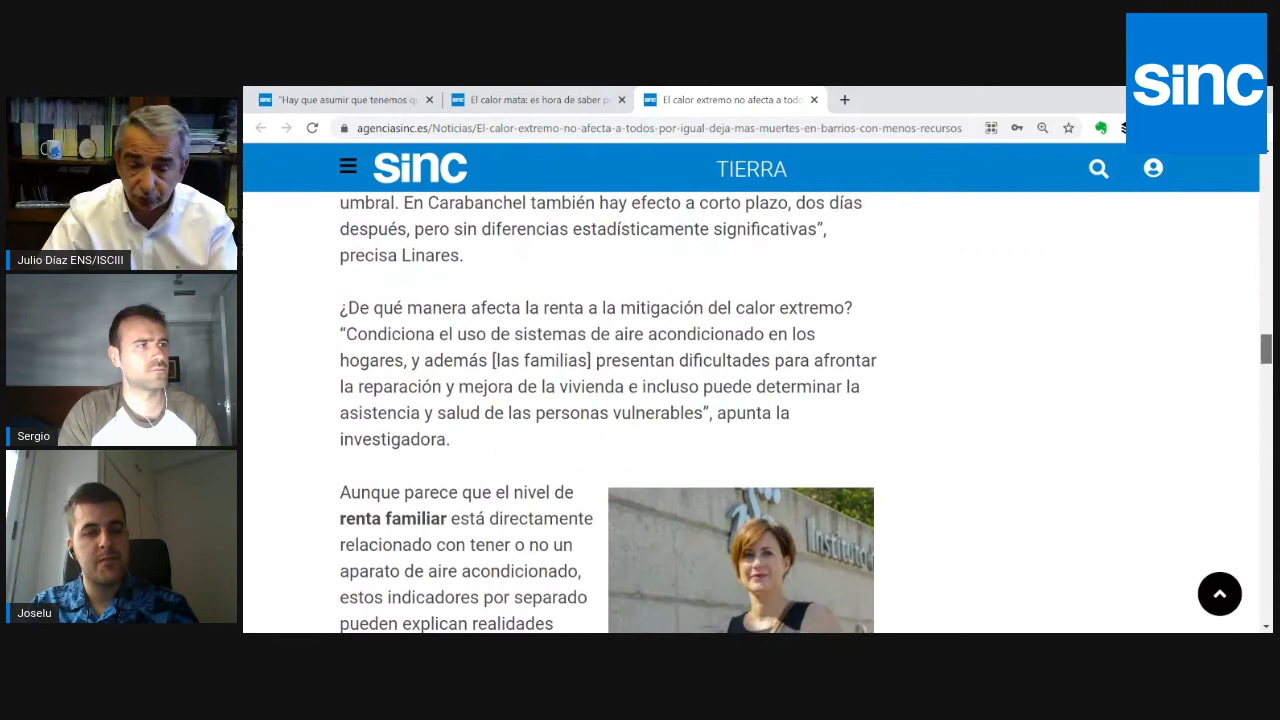 sinc
"Hay que asumir que tenemos q
El calor mata: es hora de saber p
El calor extremo no afecta a todo
agenciasinc.es/Noticias/El-calor-extremo-no-afecta-a-todos-por-igual-deja-mas-muertes-en-barrios-con-menos-recursos
sinc
TIERRA
umbral. En Carabanchel también hay efecto a corto plazo, dos días
después, pero sin diferencias estadísticamente significativas”,
precisa Linares.
¿De qué manera afecta la renta a la mitigación del calor extremo?
“Condiciona el uso de sistemas de aire acondicionado en los
hogares, y además [las familias] presentan dificultades para afrontar
la reparación y mejora de la vivienda e incluso puede determinar la
asistencia y salud de las personas vulnerables”, apunta la
investigadora.
Aunque parece que el nivel de
renta familiar está directamente
relacionado con tener o no un
aparato de aire acondicionado,
estos indicadores por separado
pueden explican realidades
Instituto
Julio Díaz ENS/ISCIII
Sergio
Joselu